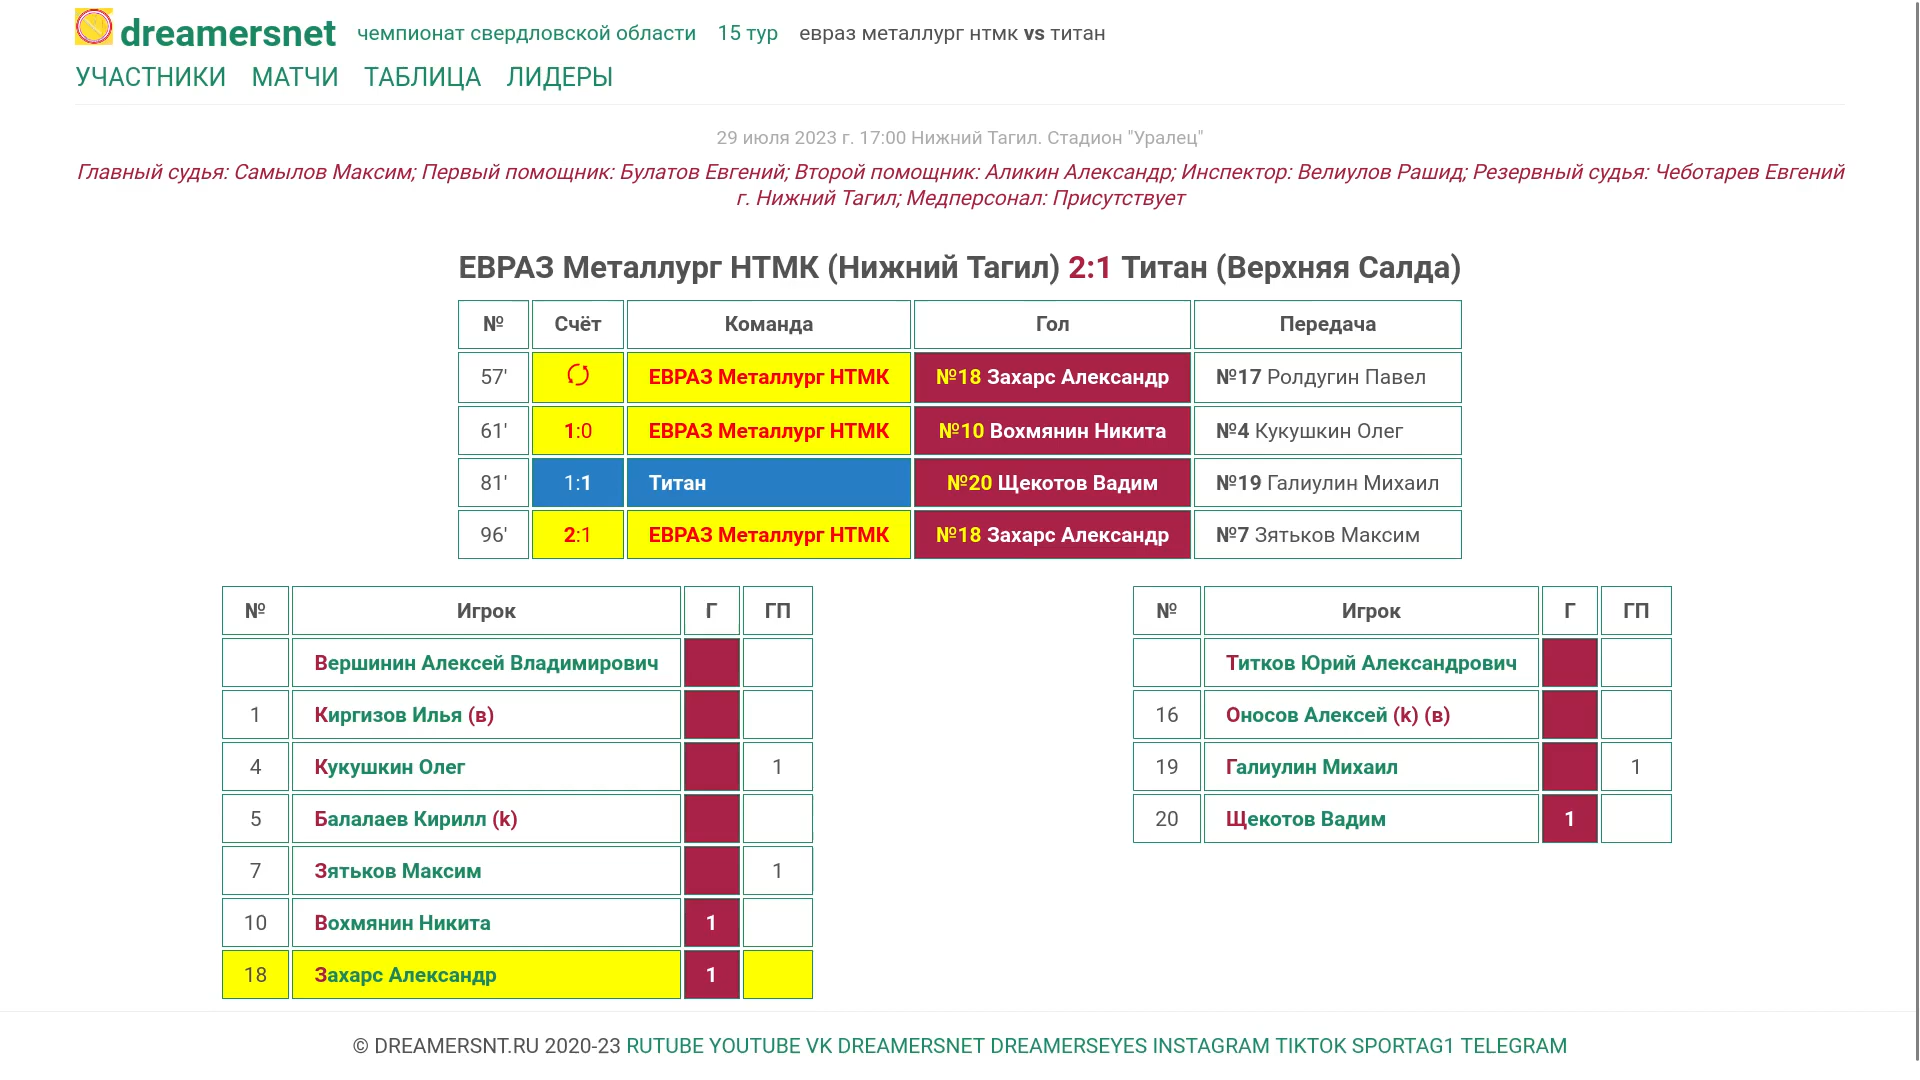 dreamersnet чемпионат свердловской области 15 тур евраз металлург нтмк vs титан
УЧАСТНИКИ МАТЧИ ТАБЛИЦА ЛИДЕРЫ
29 июля 2023 г. 17:00 Нижний Тагил. Стадион "Уралец"
Главный судья: Самылов Максим; Первый помощник: Булатов Евгений; Второй помощник: Аликин Александр; Инспектор: Велиулов Рашид; Резервный судья: Чеботарев Евгений
г. Нижний Тагил; Медперсонал: Присутствует
ЕВРАЗ Металлург НТМК (Нижний Тагил) 2:1 Титан (Верхняя Салда)
№ Счёт Команда Гол Передача
57' ЕВРАЗ Металлург НТМК №18 Захарс Александр №17 Ролдугин Павел
61' 1:0 ЕВРАЗ Металлург НТМК №10 Вохмянин Никита №4 Кукушкин Олег
81' 1:1 Титан №20 Щекотов Вадим №19 Галиулин Михаил
96' 2:1 ЕВРАЗ Металлург НТМК №18 Захарс Александр №7 Зятьков Максим
№ Игрок Г ГП
Вершинин Алексей Владимирович
1 Киргизов Илья (в)
4 Кукушкин Олег 1
5 Балалаев Кирилл (k)
7 Зятьков Максим 1
10 Вохмянин Никита 1
18 Захарс Александр 1
№ Игрок Г ГП
Титков Юрий Александрович
16 Оносов Алексей (k) (в)
19 Галиулин Михаил 1
20 Щекотов Вадим 1
© DREAMERSNT.RU 2020-23 RUTUBE YOUTUBE VK DREAMERSNET DREAMERSEYES INSTAGRAM TIKTOK SPORTAG1 TELEGRAM